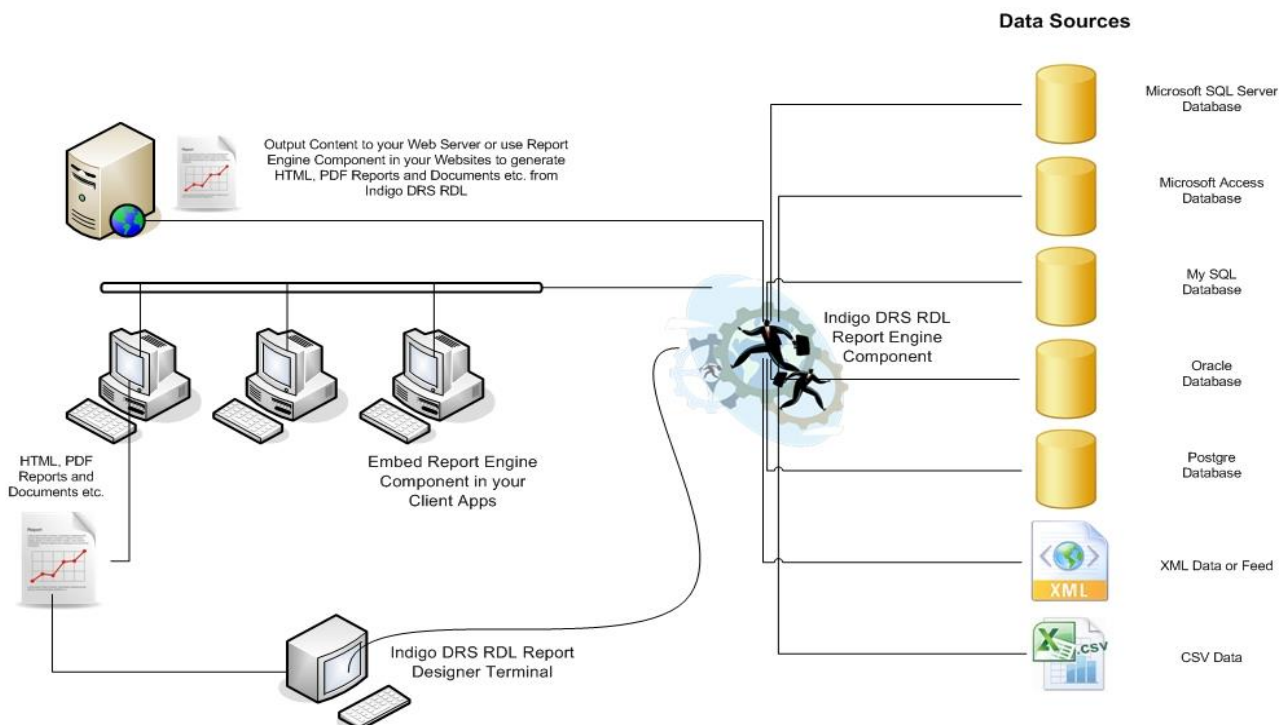 Data Sources
Microsoft SQL Server
Database
Microsoft Access
Database
My SQL
Database
Oracle
Database
Postgre
Database
XML
XML Data or Feed
.csv
CSV Data
Report
Output Content to your Web Server or use Report
Engine Component in your Websites to generate
HTML, PDF Reports and Documents etc. from
Indigo DRS RDL
Indigo DRS RDL
Report Engine
Component
Embed Report Engine
Component in your
Client Apps
HTML, PDF
Reports and
Documents etc.
Report
Indigo DRS RDL Report
Designer Terminal